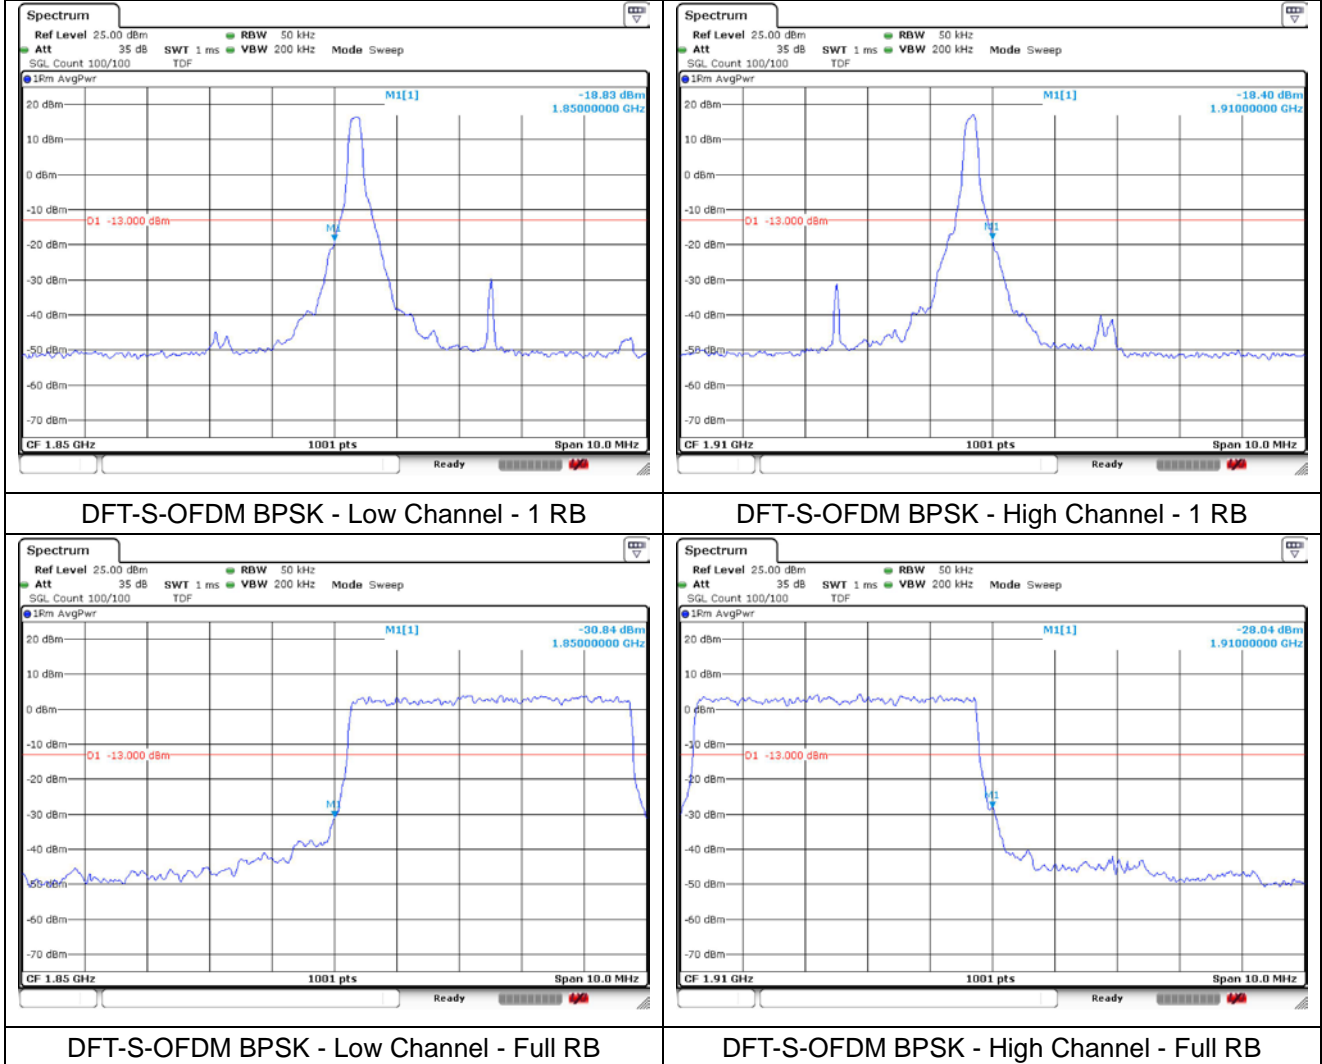 Spectrum
Ref Level 25.00 dBm RBW 50 kHz
Att 35 dB SWT 1 ms VBW 200 kHz Mode Sweep
SGL Count 100/100 TDF
1Rm AvgPwr
M1[1] -18.83 dBm
1.85000000 GHz
20 dBm
10 dBm
0 dBm
-10 dBm
D1 -13.000 dBm
M1
-20 dBm
-30 dBm
-40 dBm
-50 dBm
-60 dBm
-70 dBm
CF 1.85 GHz 1001 pts Span 10.0 MHz
Ready
DFT-S-OFDM BPSK - Low Channel - 1 RB
Spectrum
Ref Level 25.00 dBm RBW 50 kHz
Att 35 dB SWT 1 ms VBW 200 kHz Mode Sweep
SGL Count 100/100 TDF
1Rm AvgPwr
M1[1] -18.40 dBm
1.91000000 GHz
20 dBm
10 dBm
0 dBm
-10 dBm
D1 -13.000 dBm
M1
-20 dBm
-30 dBm
-40 dBm
-50 dBm
-60 dBm
-70 dBm
CF 1.91 GHz 1001 pts Span 10.0 MHz
Ready
DFT-S-OFDM BPSK - High Channel - 1 RB
Spectrum
Ref Level 25.00 dBm RBW 50 kHz
Att 35 dB SWT 1 ms VBW 200 kHz Mode Sweep
SGL Count 100/100 TDF
1Rm AvgPwr
M1[1] -30.84 dBm
1.85000000 GHz
20 dBm
10 dBm
0 dBm
-10 dBm
D1 -13.000 dBm
-20 dBm
M1
-30 dBm
-40 dBm
-50 dBm
-60 dBm
-70 dBm
CF 1.85 GHz 1001 pts Span 10.0 MHz
Ready
DFT-S-OFDM BPSK - Low Channel - Full RB
Spectrum
Ref Level 25.00 dBm RBW 50 kHz
Att 35 dB SWT 1 ms VBW 200 kHz Mode Sweep
SGL Count 100/100 TDF
1Rm AvgPwr
M1[1] -28.04 dBm
1.91000000 GHz
20 dBm
10 dBm
0 dBm
-10 dBm
D1 -13.000 dBm
-20 dBm
M1
-30 dBm
-40 dBm
-50 dBm
-60 dBm
-70 dBm
CF 1.91 GHz 1001 pts Span 10.0 MHz
Ready
DFT-S-OFDM BPSK - High Channel - Full RB